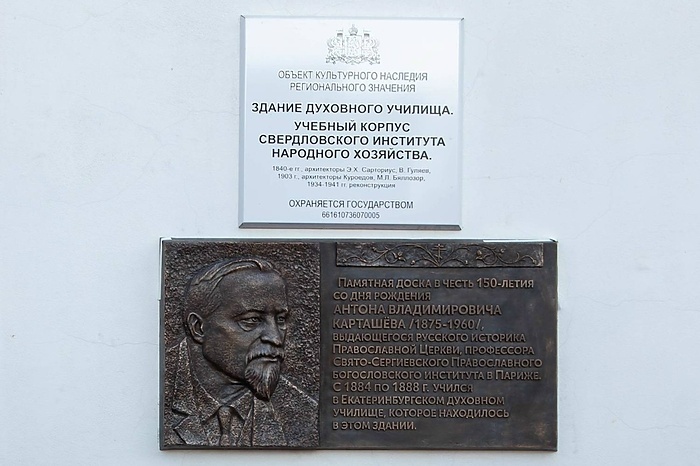 ОБЪЕКТ КУЛЬТУРНОГО НАСЛЕДИЯ
РЕГИОНАЛЬНОГО ЗНАЧЕНИЯ
ЗДАНИЕ ДУХОВНОГО УЧИЛИЩА.
УЧЕБНЫЙ КОРПУС
СВЕРДЛОВСКОГО ИНСТИТУТА
НАРОДНОГО ХОЗЯЙСТВА.
1840-е гг., архитекторы Э.Х. Сарториус, В. Гуляев,
1903 г., архитекторы Куроедов, М.Л. Бяллозор,
1934-1941 гг. реконструкция
ОХРАНЯЕТСЯ ГОСУДАРСТВОМ
661610736070005
Памятная доска в честь 150-летия
со дня рождения
Антона Владимировича
Карташёва /1875-1960/,
выдающегося русского историка
Православной Церкви, профессора
Свято-Сергиевского Православного
Богословского института в Париже.
С 1884 по 1888 г. учился
в Екатеринбургском духовном
училище, которое находилось
в этом здании.